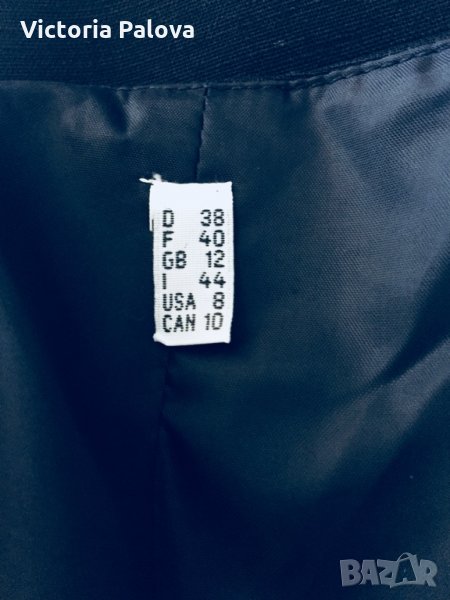 Victoria Palova
D 38
F 40
GB 12
I 44
USA 8
CAN 10
BAZAR